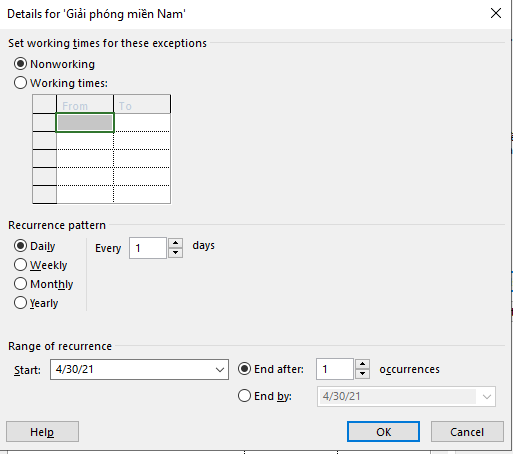 Details for 'Giải phóng miền Nam'
Set working times for these exceptions
Nonworking
Working times:
From To
Recurrence pattern
Daily
Every 1 days
Weekly
Monthly
Yearly
Range of recurrence
Start: 4/30/21 End after: 1 occurrences
End by: 4/30/21
Help OK Cancel